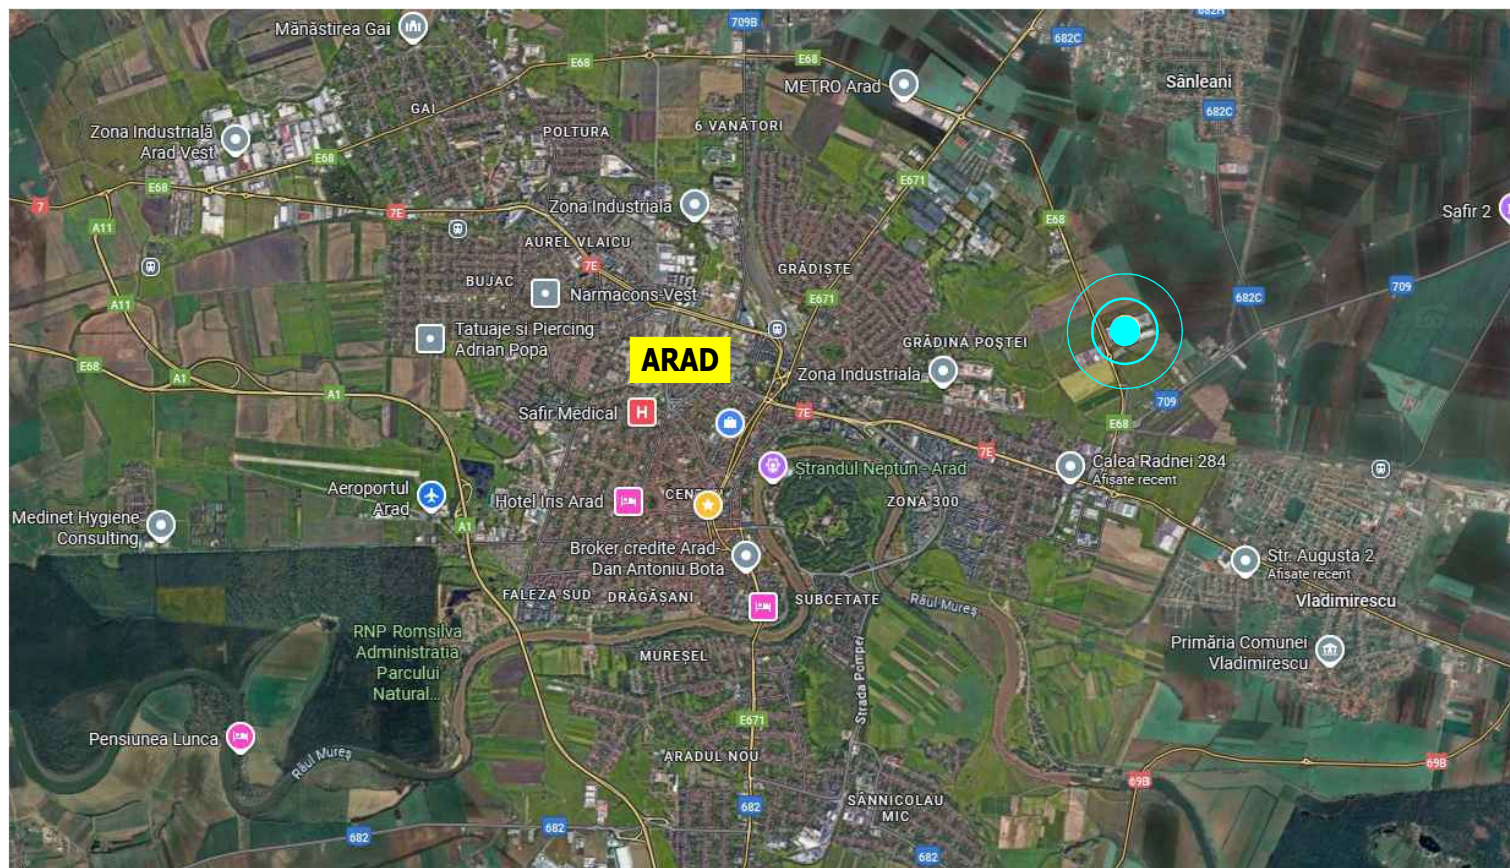 709B
682H
682C
Mănăstirea Gai
E68
E68
Sânleani
METRO Arad
682C
GAI
Zona Industrială
Arad Vest
POLTURA
6 VANĂTORI
E68
E671
E68
7
7E
Zona Industriala
E68
Safir 2
A11
AUREL VLAICU
7E
GRĂDIȘTE
BUJAC
Narmacons-Vest
E671
682C
709
A11
Tatuaje si Piercing
Adrian Popa
GRĂDINA POȘTEI
ARAD
E68
A1
Zona Industriala
A1
709
Safir Medical
H
7E
E68
7E
Calea Radnei 284
Afișate recent
Ștrandul Neptun - Arad
Aeroportul
Arad
Hotel Iris Arad
ZONA 300
Medinet Hygiene
Consulting
A1
Broker credite Arad-
Dan Antoniu Bota
Str. Augusta 2
Afișate recent
FALEZA SUD
DRĂGĂȘANI
SUBCETATE
Râul Mureș
Vladimirescu
RNP Romsilva
Administratia
Parcului
Natural...
MUREȘEL
Primăria Comunei
Vladimirescu
Strada Pompei
E671
Pensiunea Lunca
Râul Mureș
ARADUL NOU
69B
69B
682
SÂNNICOLAU
MIC
682
682
682